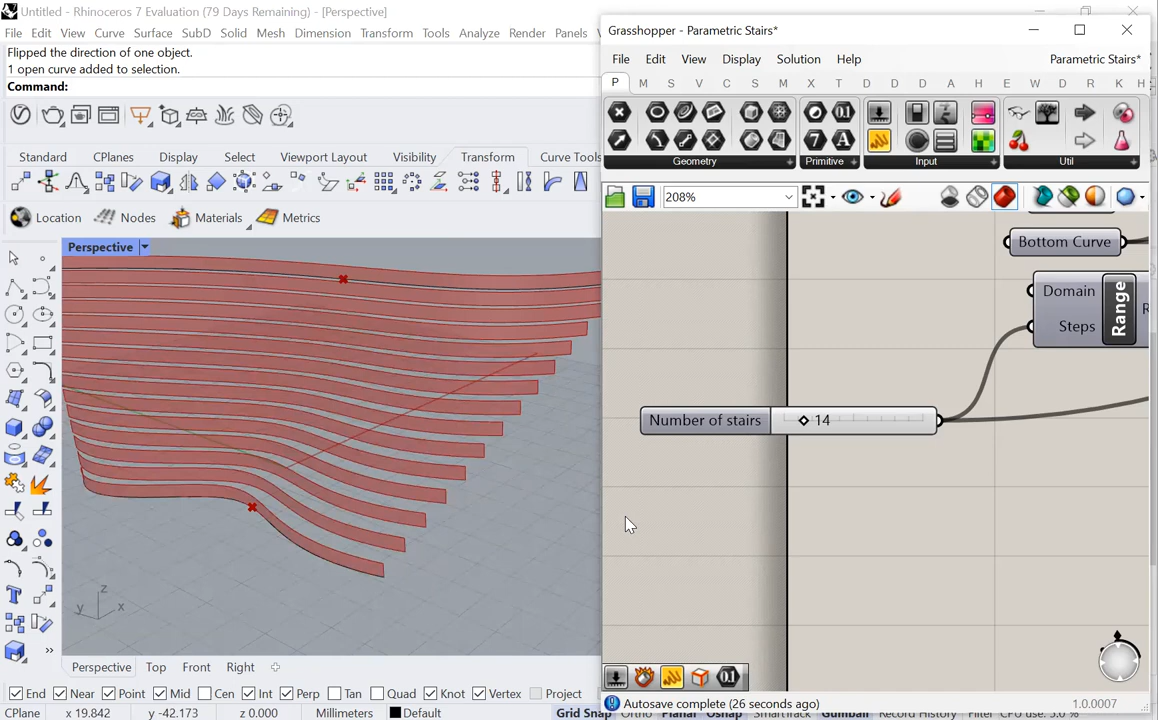 Untitled - Rhinoceros 7 Evaluation (79 Days Remaining) - [Perspective]
File Edit View Curve Surface SubD Solid Mesh Dimension Transform Tools Analyze Render Panels
Flipped the direction of one object.
1 open curve added to selection.
Command:
Standard CPlanes Display Select Viewport Layout Visibility Transform Curve Tools
Location Nodes Materials Metrics
Perspective
z
y x
Perspective Top Front Right
End Near Point Mid Cen Int Perp Tan Quad Knot Vertex Project
CPlane x 19.842 y -42.173 z 0.000 Millimeters Default Grid Snap Ortho Planar Osnap SmartTrack Gumball Record History
Grasshopper - Parametric Stairs*
File Edit View Display Solution Help Parametric Stairs*
P M S V C S M X T D D D A H E W D R K H
Geometry Primitive Input Util
208%
Bottom Curve
Domain
Steps
Range
R
Number of stairs 14
Autosave complete (26 seconds ago) 1.0.0007